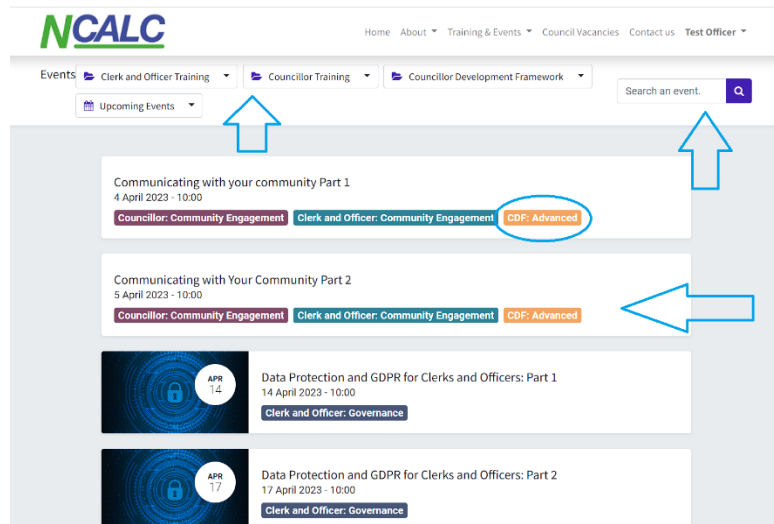 NCALC
Home About Training & Events Council Vacancies Contact us Test Officer
Events Clerk and Officer Training Councillor Training Councillor Development Framework
Search an event.
Upcoming Events
Communicating with your community Part 1
4 April 2023 - 10:00
Councillor: Community Engagement Clerk and Officer: Community Engagement CDF: Advanced
Communicating with Your Community Part 2
5 April 2023 - 10:00
Councillor: Community Engagement Clerk and Officer: Community Engagement CDF: Advanced
APR
14
Data Protection and GDPR for Clerks and Officers: Part 1
14 April 2023 - 10:00
Clerk and Officer: Governance
APR
17
Data Protection and GDPR for Clerks and Officers: Part 2
17 April 2023 - 10:00
Clerk and Officer: Governance